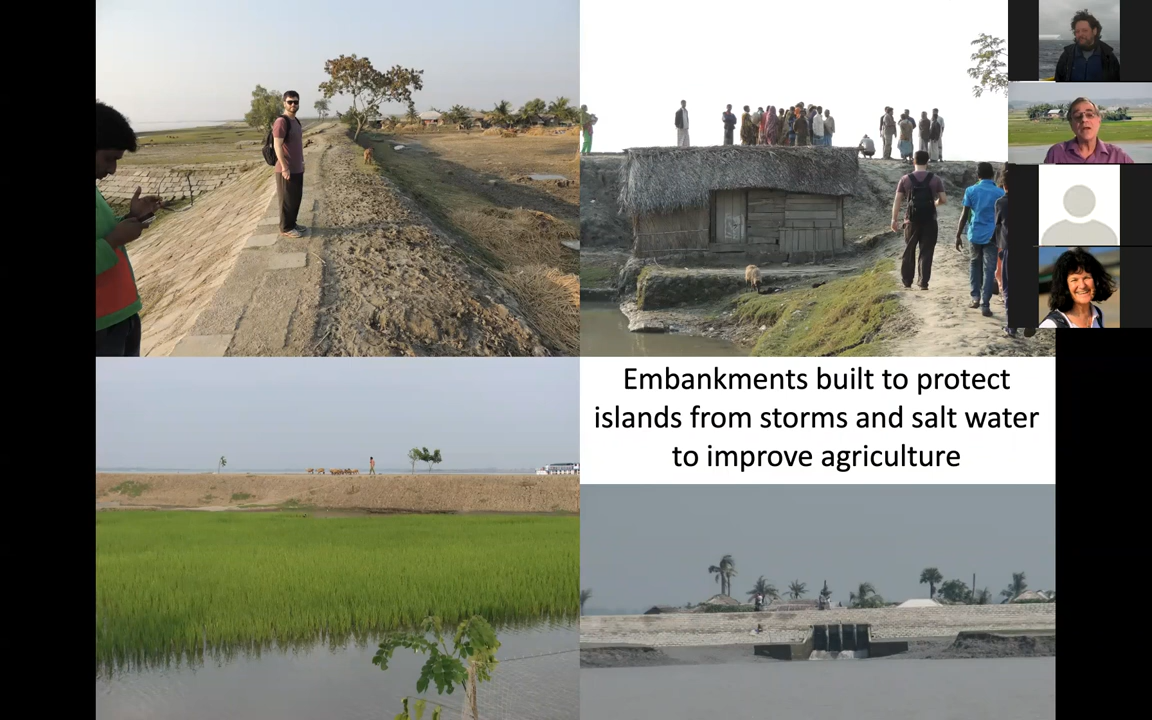 Embankments built to protect
islands from storms and salt water
to improve agriculture